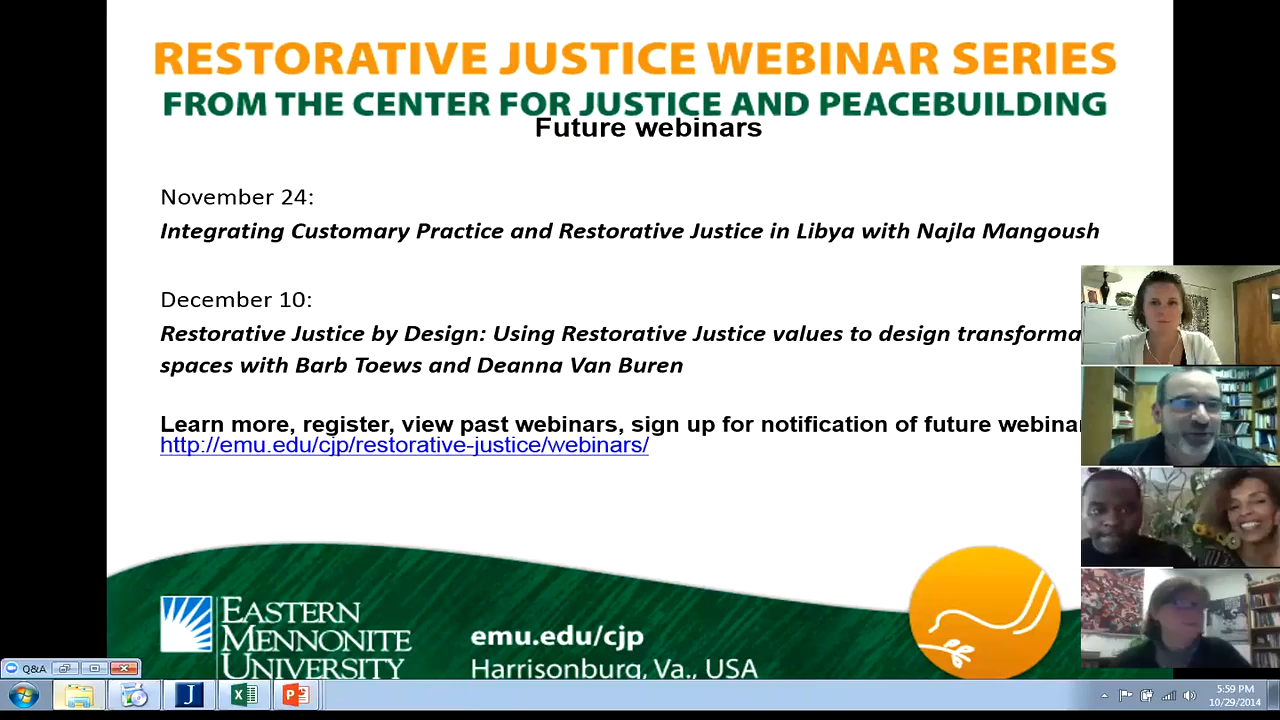 RESTORATIVE JUSTICE WEBINAR SERIES
FROM THE CENTER FOR JUSTICE AND PEACEBUILDING
Future webinars
November 24:
Integrating Customary Practice and Restorative Justice in Libya with Najla Mangoush
December 10:
Restorative Justice by Design: Using Restorative Justice values to design transforma
spaces with Barb Toews and Deanna Van Buren
Learn more, register, view past webinars, sign up for notification of future webinar
http://emu.edu/cjp/restorative-justice/webinars/
EASTERN
MENNONITE
UNIVERSITY
emu.edu/cjp
Harrisonburg, Va., USA
Q&A
5:59 PM
10/29/2014